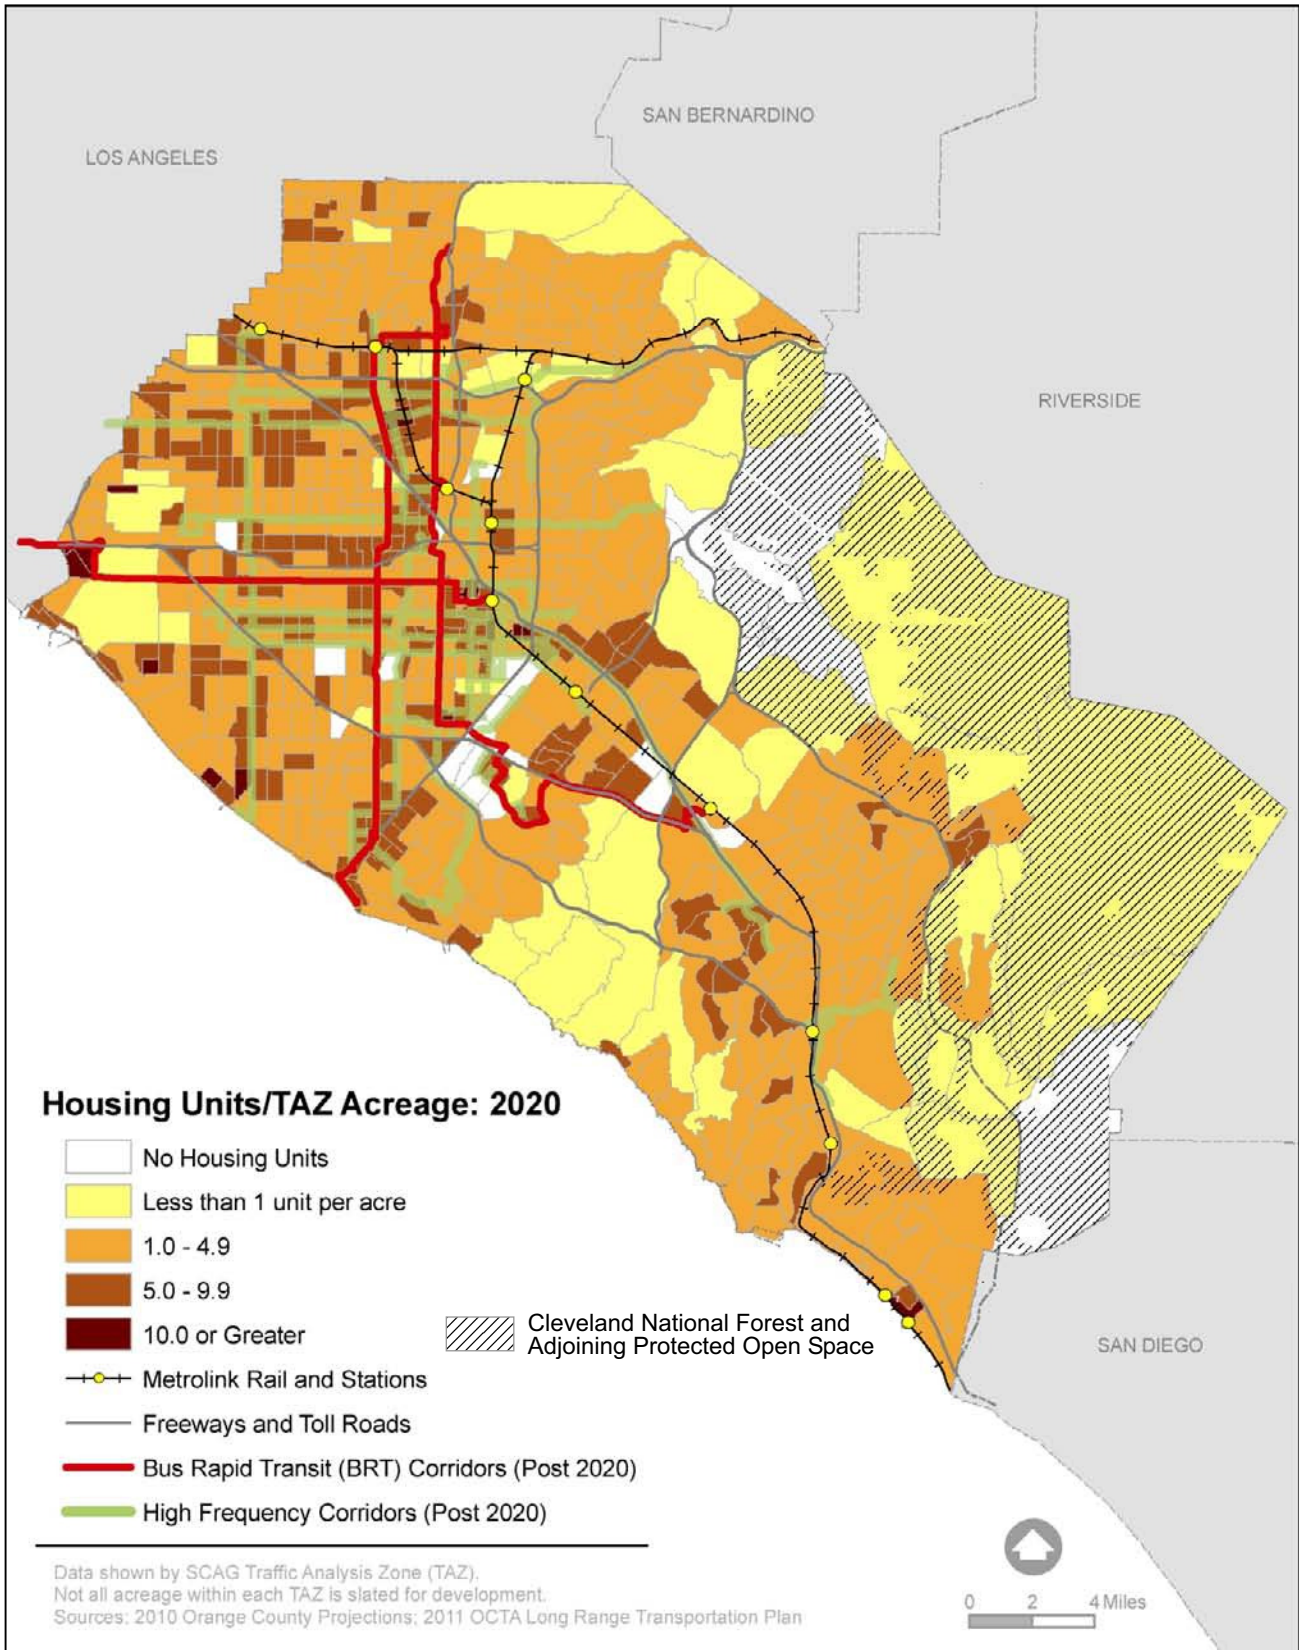 SAN BERNARDINO
LOS ANGELES
RIVERSIDE
Housing Units/TAZ Acreage: 2020
No Housing Units
Less than 1 unit per acre
1.0 - 4.9
5.0 - 9.9
10.0 or Greater
Cleveland National Forest and
Adjoining Protected Open Space
SAN DIEGO
Metrolink Rail and Stations
Freeways and Toll Roads
Bus Rapid Transit (BRT) Corridors (Post 2020)
High Frequency Corridors (Post 2020)
Data shown by SCAG Traffic Analysis Zone (TAZ).
Not all acreage within each TAZ is slated for development.
Sources: 2010 Orange County Projections; 2011 OCTA Long Range Transportation Plan
0 2 4 Miles